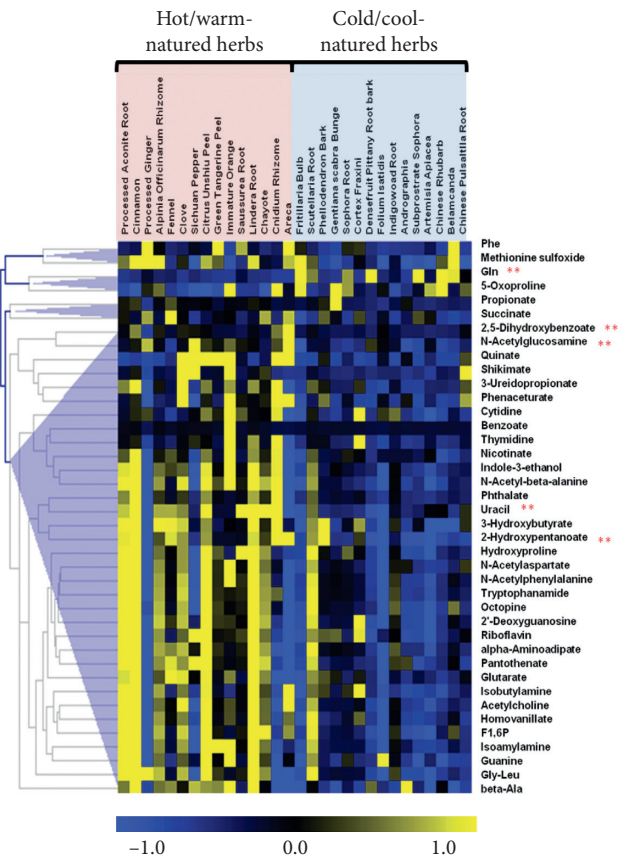 Hot/warm-
natured herbs
Cold/cool-
natured herbs
Processed Aconite Root
Cinnamon
Processed Ginger
Alpinia Officinarum Rhizome
Fennel
Clove
Sichuan Pepper
Citrus Unshiu Peel
Green Tangerine Peel
Immature Orange
Saussurea Root
Lindera Root
Chayote
Cnidium Rhizome
Areca
Fritillaria Bulb
Scutellaria Root
Phellodendron Bark
Gentiana scabra Bunge
Sophora Root
Cortex Fraxini
Densefruit Pittany Root bark
Folium Isatidis
Indigowoad Root
Andrographis
Subprostrate Sophora
Artemisia Apiacea
Chinese Rhubarb
Belamcanda
Chinese Pulsatilla Root
Phe
Methionine sulfoxide
Gln **
5-Oxoproline
Propionate
Succinate
2,5-Dihydroxybenzoate **
N-Acetylglucosamine **
Quinate
Shikimate
3-Ureidopropionate
Phenaceturate
Cytidine
Benzoate
Thymidine
Nicotinate
Indole-3-ethanol
N-Acetyl-beta-alanine
Phthalate
Uracil **
3-Hydroxybutyrate
2-Hydroxypentanoate **
Hydroxyproline
N-Acetylaspartate
N-Acetylphenylalanine
Tryptophanamide
Octopine
2'-Deoxyguanosine
Riboflavin
alpha-Aminoadipate
Pantothenate
Glutarate
Isobutylamine
Acetylcholine
Homovanillate
F1,6P
Isoamylamine
Guanine
Gly-Leu
beta-Ala
–1.0 0.0 1.0